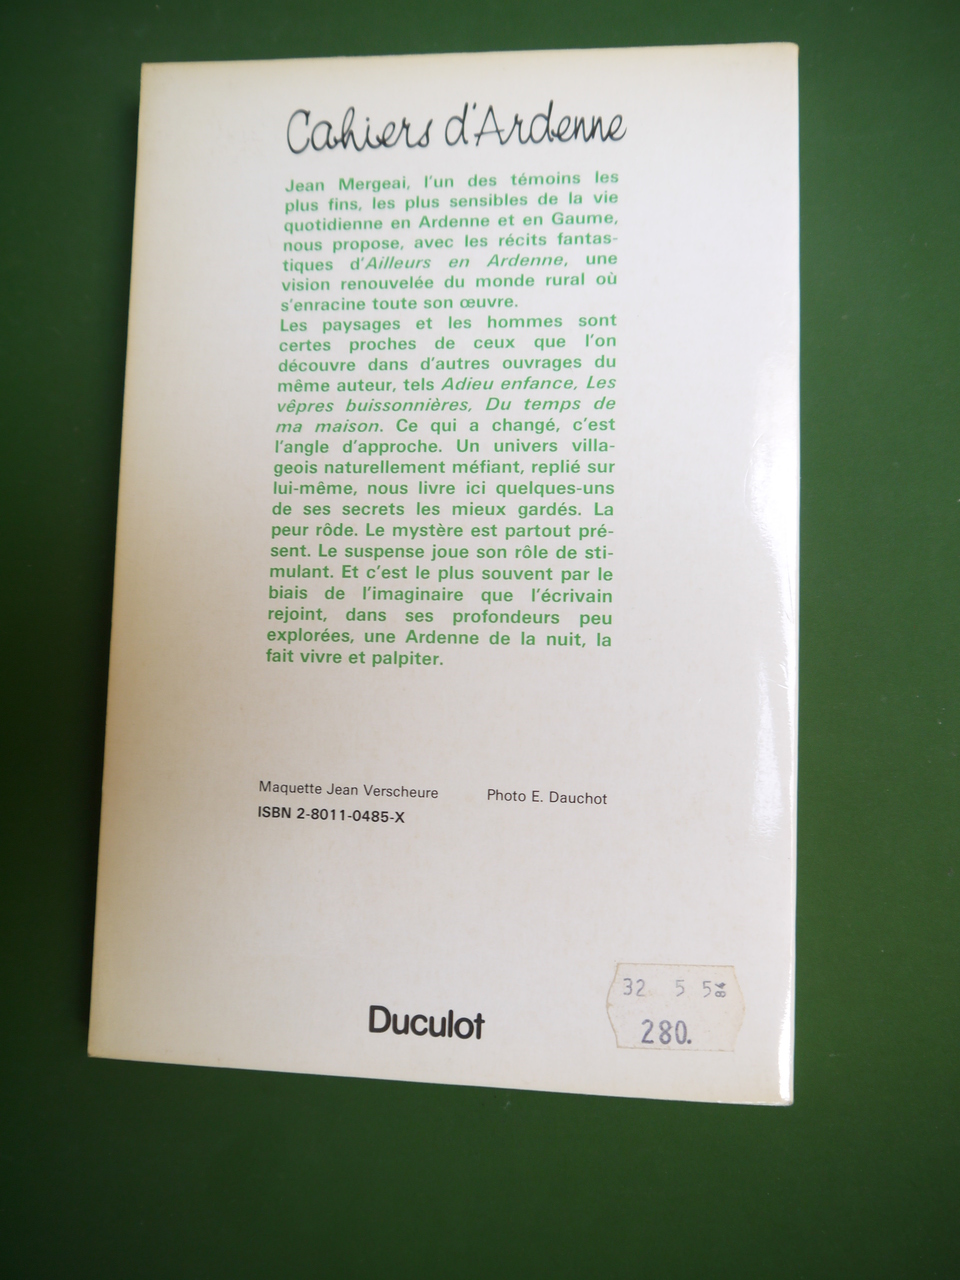 Cahiers d'Ardenne
Jean Mergeai, l'un des témoins les
plus fins, les plus sensibles de la vie
quotidienne en Ardenne et en Gaume,
nous propose, avec les récits fantas-
tiques d'Ailleurs en Ardenne, une
vision renouvelée du monde rural où
s'enracine toute son œuvre.
Les paysages et les hommes sont
certes proches de ceux que l'on
découvre dans d'autres ouvrages du
même auteur, tels Adieu enfance, Les
vêpres buissonnières, Du temps de
ma maison. Ce qui a changé, c'est
l'angle d'approche. Un univers villa-
geois naturellement méfiant, replié sur
lui-même, nous livre ici quelques-uns
de ses secrets les mieux gardés. La
peur rôde. Le mystère est partout pré-
sent. Le suspense joue son rôle de sti-
mulant. Et c'est le plus souvent par le
biais de l'imaginaire que l'écrivain
rejoint, dans ses profondeurs peu
explorées, une Ardenne de la nuit, la
fait vivre et palpiter.
Maquette Jean Verscheure
Photo E. Dauchot
ISBN 2-8011-0485-X
Duculot
32 5 5
280.